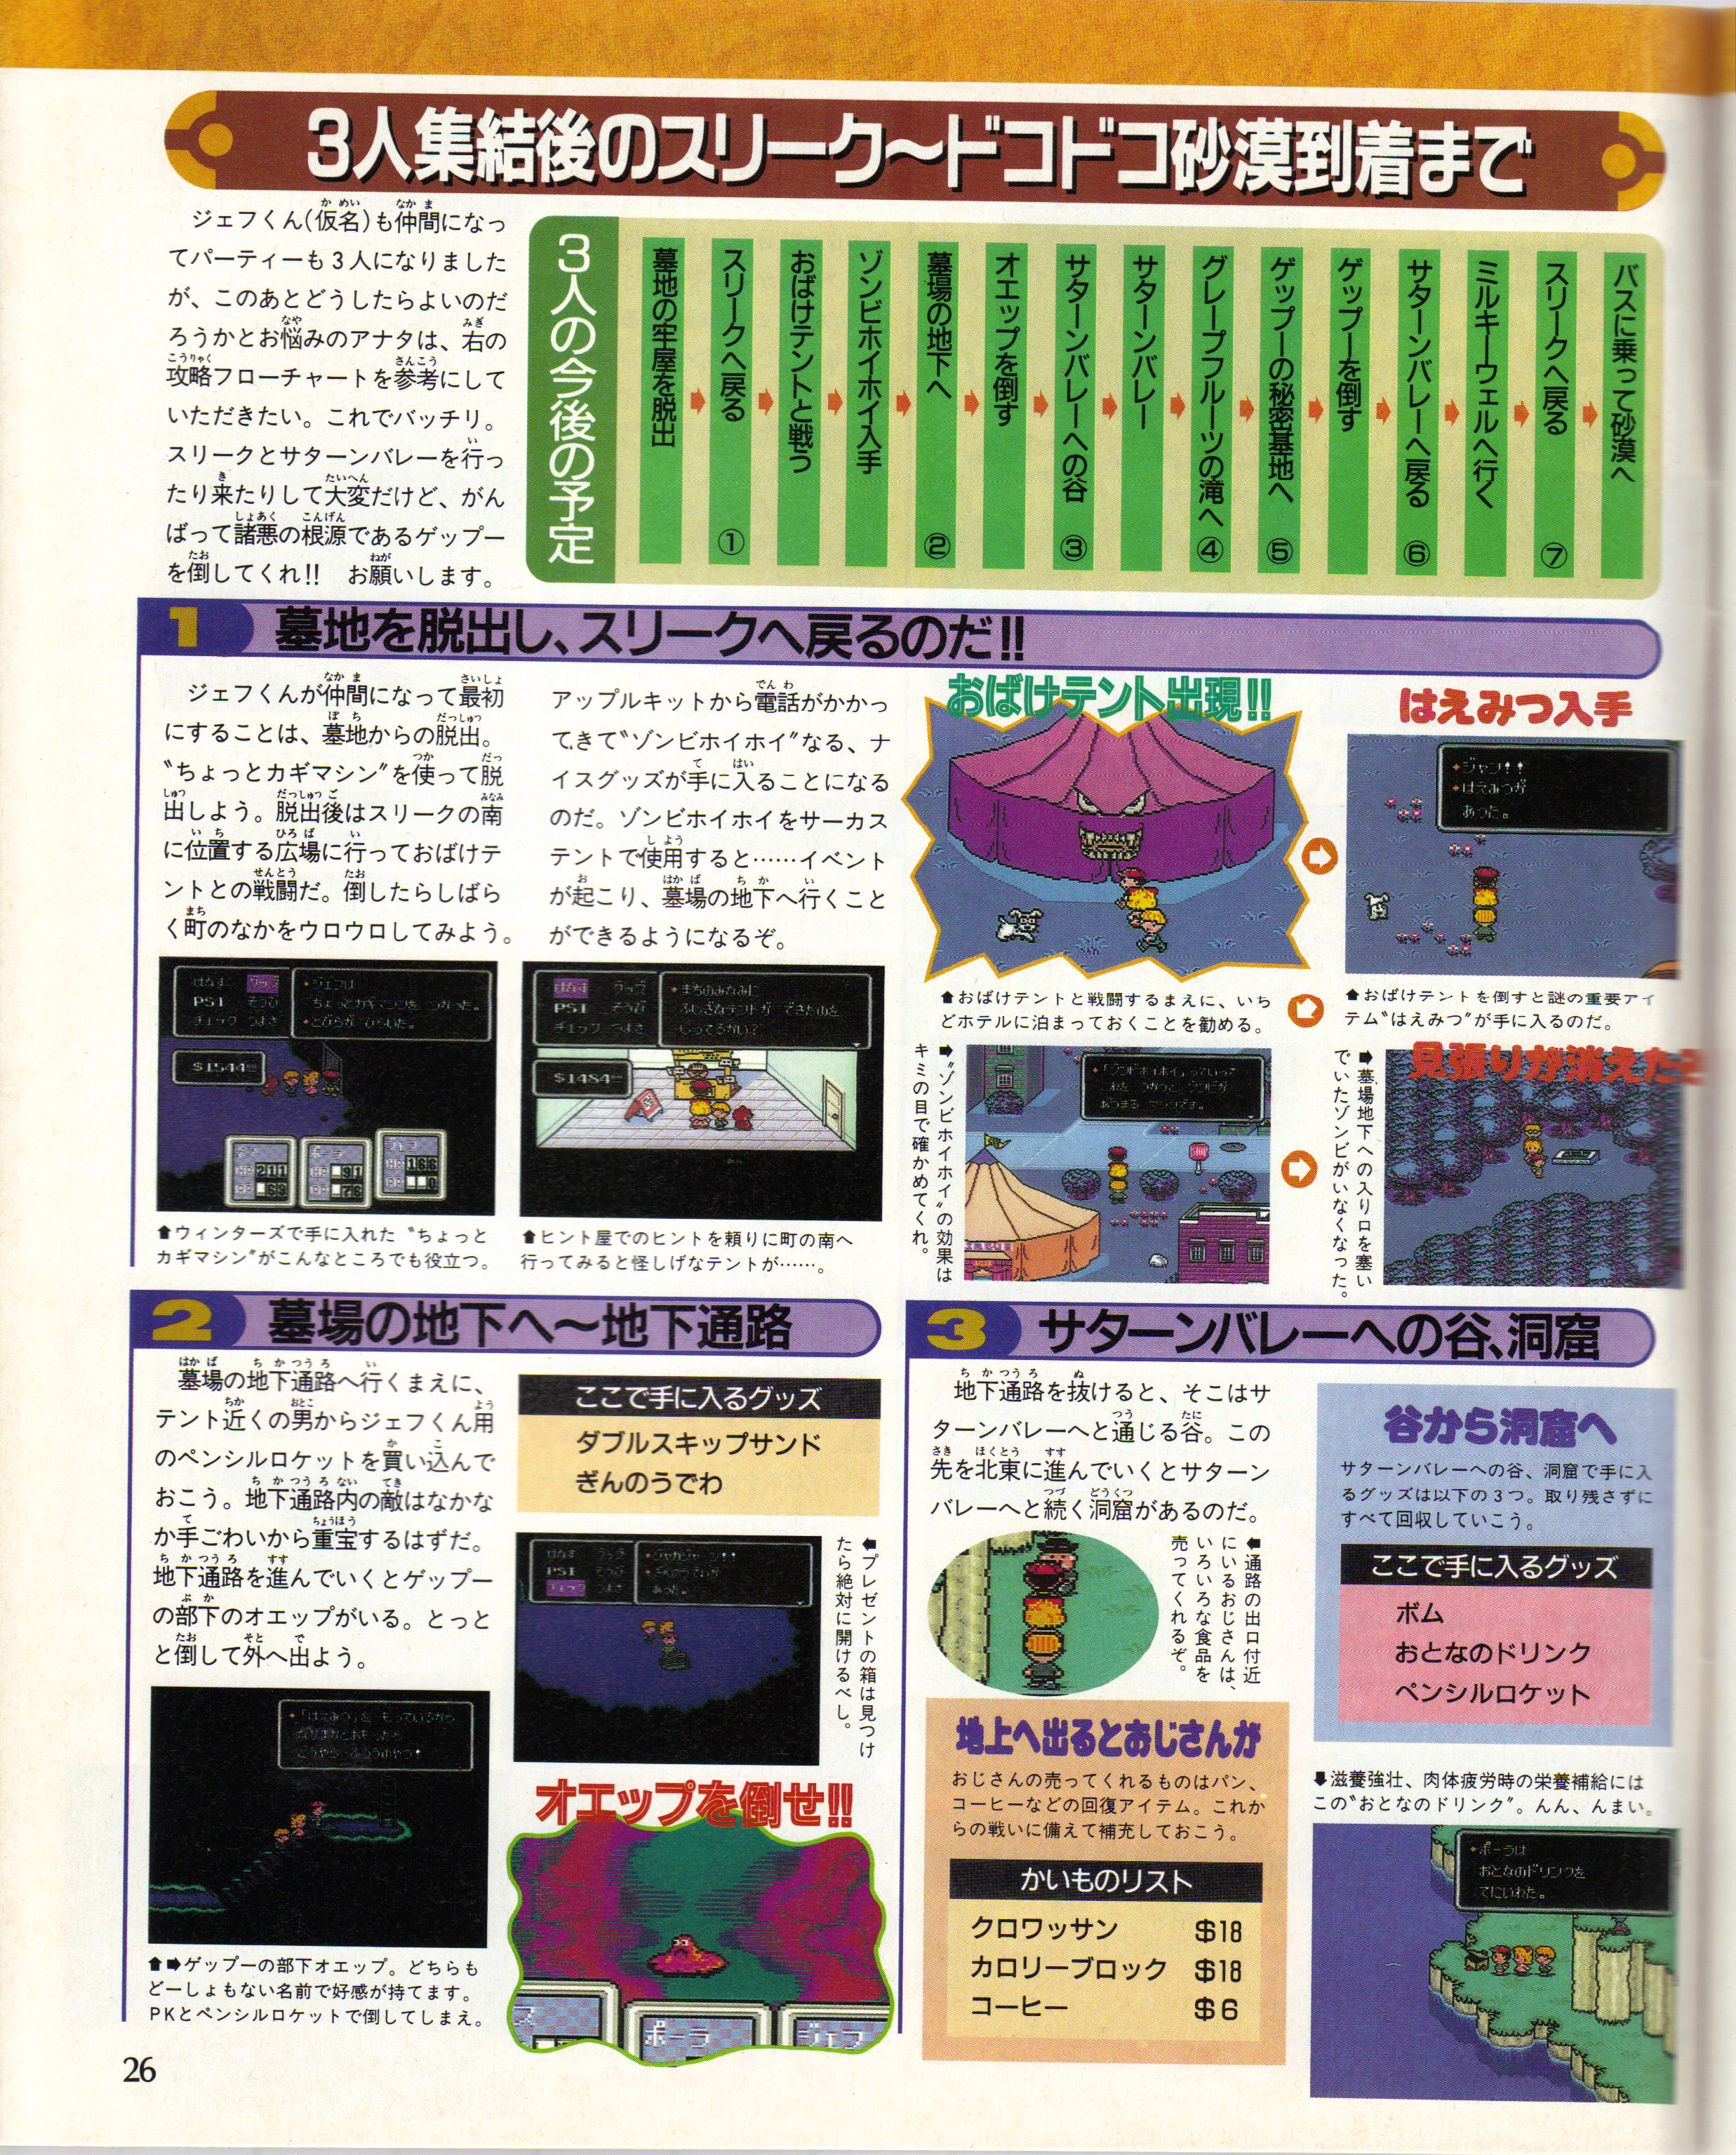 3人集結後のスリーク〜ドコドコ砂漠到着まで
ジェフくん(仮名)も仲間になっ
てパーティーも3人になりました
が、このあとどうしたらよいのだ
ろうかとお悩みのアナタは、右の
攻略フローチャートを参考にして
いただきたい。これでバッチリ。
スリークとサターンバレーを行っ
たり来たりして大変だけど、がん
ばって諸悪の根源であるゲップー
を倒してくれ!!　お願いします。
3人の今後の予定
墓地の牢屋を脱出
スリークへ戻る ①
おばけテントと戦う
ゾンビホイホイ入手
墓場の地下へ ②
オエップを倒す
サターンバレーへの谷 ③
サターンバレー
グレープフルーツの滝へ ④
ゲップーの秘密基地へ ⑤
ゲップーを倒す
サターンバレーへ戻る ⑥
ミルキーウェルへ行く
スリークへ戻る ⑦
バスに乗って砂漠へ
1 墓地を脱出し、スリークへ戻るのだ!!
ジェフくんが仲間になって最初
にすることは、墓地からの脱出。
〝ちょっとカギマシン〟を使って脱
出しよう。脱出後はスリークの南
に位置する広場に行っておばけテ
ントとの戦闘だ。倒したらしばら
く町のなかをウロウロしてみよう。
アップルキットから電話がかかっ
てきて〝ゾンビホイホイ〟なる、ナ
イスグッズが手に入ることになる
のだ。ゾンビホイホイをサーカス
テントで使用すると……イベント
が起こり、墓場の地下へ行くこと
ができるようになるぞ。
はなす グッズ
PSI そうび
チェック つよさ
ジェフは
ちょっとカギマシンを つかった。
とびらが ひらいた。
$1544
ネス
HP 211
PP 69
ポーラ
HP 91
PP 76
ジェフ
HP 166
PP 0
⬆ウィンターズで手に入れた〝ちょっと
カギマシン〟がこんなところでも役立つ。
はなす グッズ
PSI そうび
チェック つよさ
まちのみなみに
ふしぎなテントが できたのを
しってるかい?
$1484
⬆ヒント屋でのヒントを頼りに町の南へ
行ってみると怪しげなテントが……。
おばけテント出現!!
⬆おばけテントと戦闘するまえに、いち
どホテルに泊まっておくことを勧める。
はえみつ入手
ジャン!!
はえみつが
あった。
⬆おばけテントを倒すと謎の重要アイ
テム〝はえみつ〟が手に入るのだ。
➡〝ゾンビホイホイ〟の効果は
キミの目で確かめてくれ。
「ゾンビホイホイ」っていって
これを つかうと ゾンビが
あつまる マシンです。
STOP
見張りが消えた
➡墓場地下への入り口を塞い
でいたゾンビがいなくなった。
2 墓場の地下へ〜地下通路
墓場の地下通路へ行くまえに、
テント近くの男からジェフくん用
のペンシルロケットを買い込んで
おこう。地下通路内の敵はなかな
か手ごわいから重宝するはずだ。
地下通路を進んでいくとゲップー
の部下のオエップがいる。とっと
と倒して外へ出よう。
ここで手に入るグッズ
ダブルスキップサンド
ぎんのうでわ
はなす グッズ
PSI そうび
チェック つよさ
ジャカジャーン!!
ぎんのうでわが
あった。
⬅プレゼントの箱は見つけ
たら絶対に開けるべし。
「はえみつ」を もっているから
なかまかとおもったら
オエップを倒せ!!
ポーラ
ジェフ
⬆➡ゲップーの部下オエップ。どちらも
どーしょもない名前で好感が持てます。
PKとペンシルロケットで倒してしまえ。
3 サターンバレーへの谷、洞窟
地下通路を抜けると、そこはサ
ターンバレーへと通じる谷。この
先を北東に進んでいくとサターン
バレーへと続く洞窟があるのだ。
⬅通路の出口付近
にいるおじさんは、
いろいろな食品を
売ってくれるぞ。
地上へ出るとおじさんが
おじさんの売ってくれるものはパン、
コーヒーなどの回復アイテム。これか
らの戦いに備えて補充しておこう。
かいものリスト
クロワッサン $18
カロリーブロック $18
コーヒー $6
谷から洞窟へ
サターンバレーへの谷、洞窟で手に入
るグッズは以下の3つ。取り残さずに
すべて回収していこう。
ここで手に入るグッズ
ボム
おとなのドリンク
ペンシルロケット
⬇滋養強壮、肉体疲労時の栄養補給には
この〝おとなのドリンク〟。んん、んまい。
ポーラは
おとなのドリンクを
てにいれた。
26